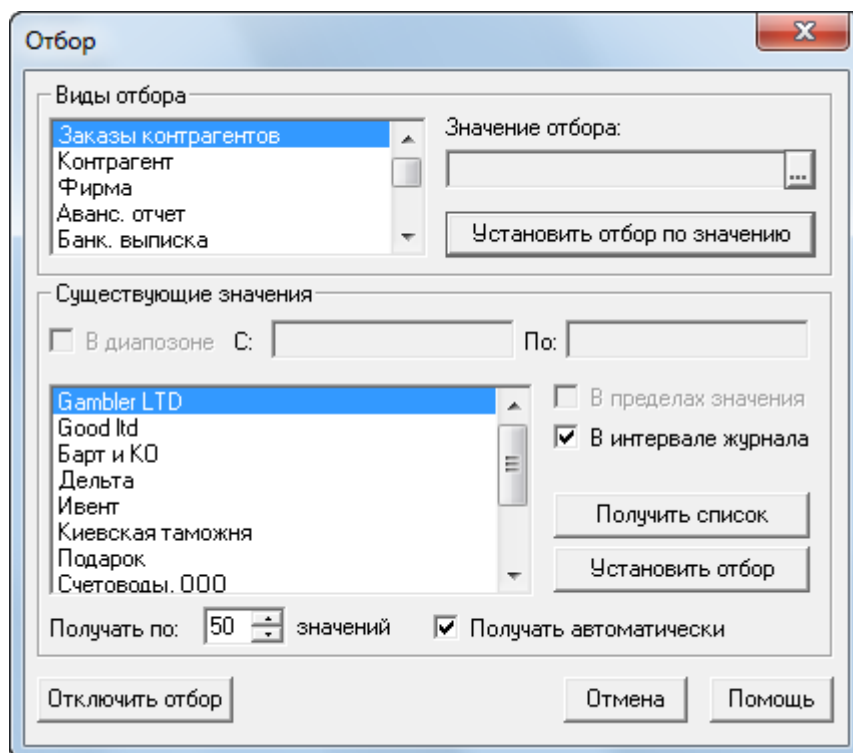 Отбор
Виды отбора
Заказы контрагентов
Контрагент
Фирма
Аванс. отчет
Банк. выписка
Значение отбора:
...
Установить отбор по значению
Существующие значения
В диапозоне С: По:
Gambler LTD
Good ltd
Барт и КО
Дельта
Ивент
Киевская таможня
Подарок
Счетоводы. ООО
В пределах значения
В интервале журнала
Получить список
Установить отбор
Получать по: 50 значений
Получать автоматически
Отключить отбор
Отмена
Помощь